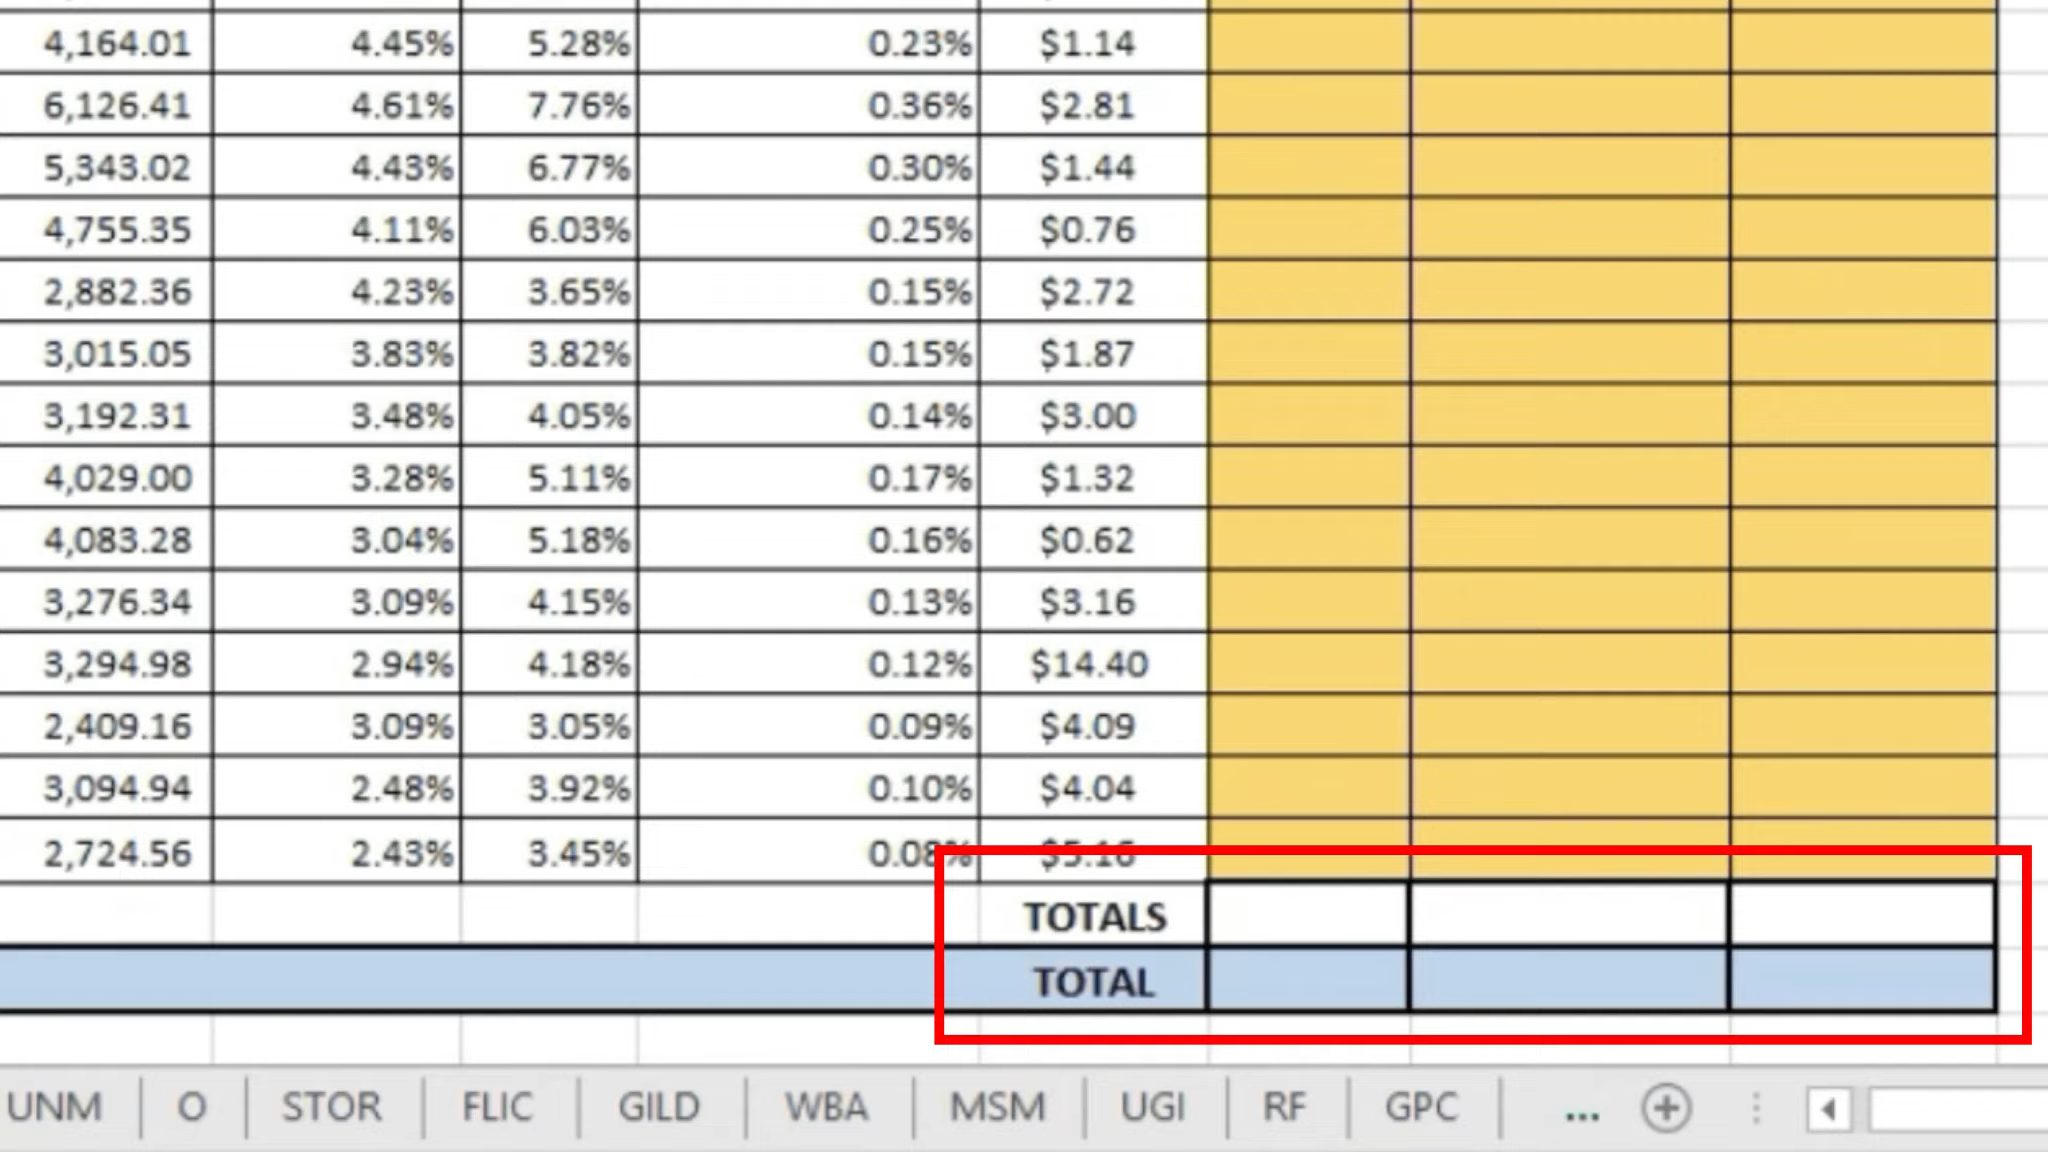 4,164.01 4.45% 5.28% 0.23% $1.14
6,126.41 4.61% 7.76% 0.36% $2.81
5,343.02 4.43% 6.77% 0.30% $1.44
4,755.35 4.11% 6.03% 0.25% $0.76
2,882.36 4.23% 3.65% 0.15% $2.72
3,015.05 3.83% 3.82% 0.15% $1.87
3,192.31 3.48% 4.05% 0.14% $3.00
4,029.00 3.28% 5.11% 0.17% $1.32
4,083.28 3.04% 5.18% 0.16% $0.62
3,276.34 3.09% 4.15% 0.13% $3.16
3,294.98 2.94% 4.18% 0.12% $14.40
2,409.16 3.09% 3.05% 0.09% $4.09
3,094.94 2.48% 3.92% 0.10% $4.04
2,724.56 2.43% 3.45% 0.08% $5.16
TOTALS
TOTAL
UNM O STOR FLIC GILD WBA MSM UGI RF GPC ...